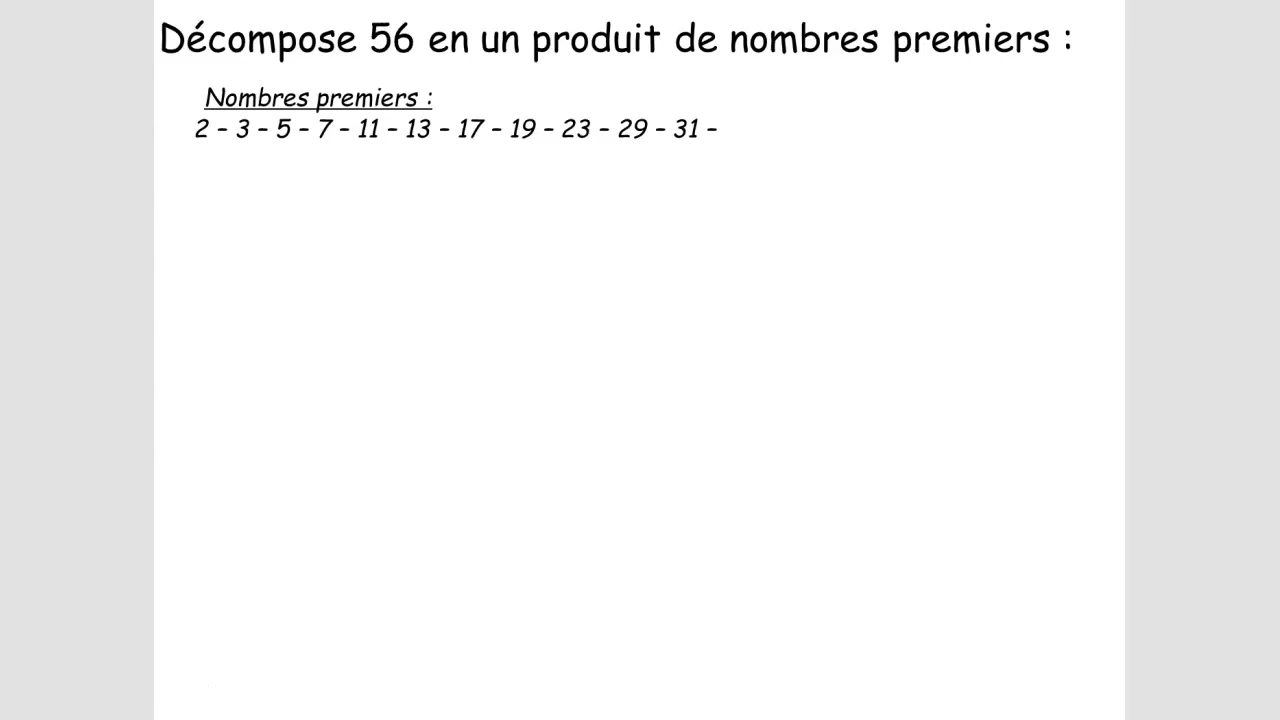 Décompose 56 en un produit de nombres premiers :
Nombres premiers :
2 – 3 – 5 – 7 – 11 – 13 – 17 – 19 – 23 – 29 – 31 –